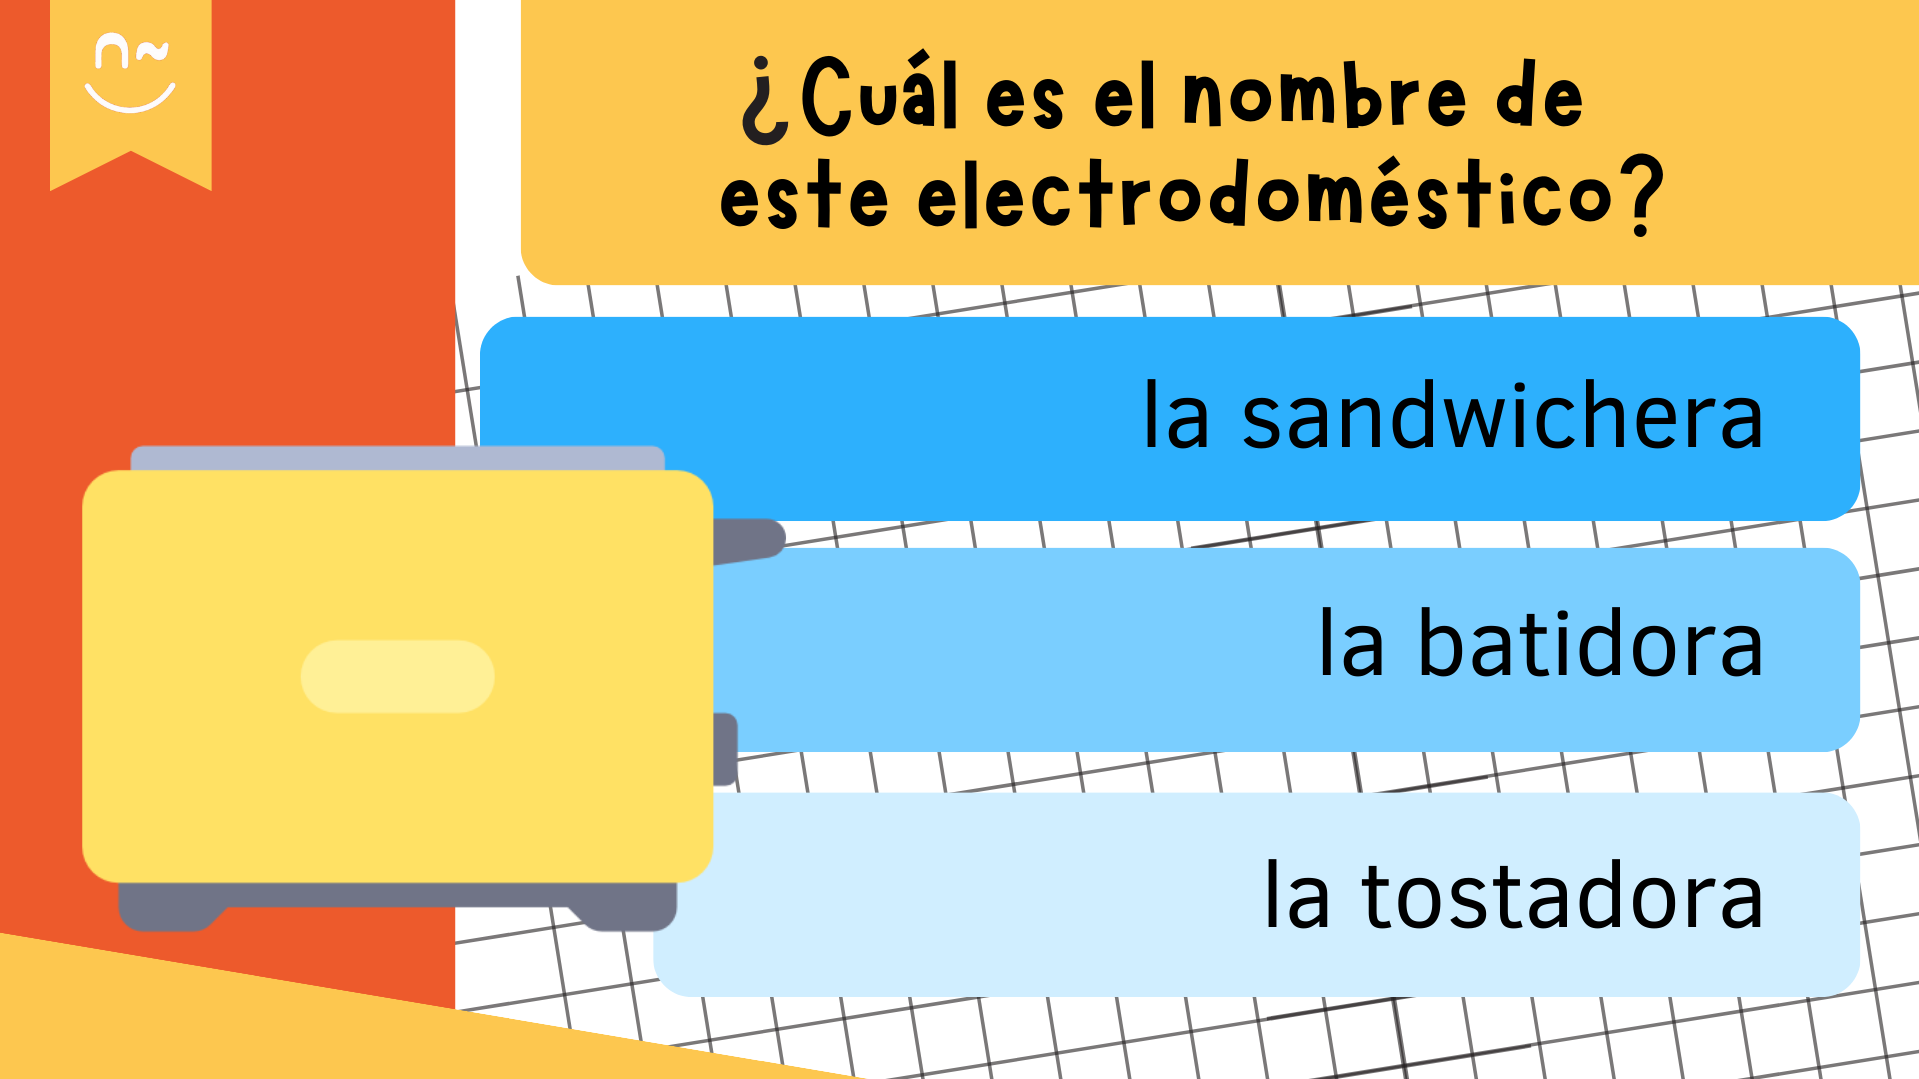 ¿Cuál es el nombre de
este electrodoméstico?
la sandwichera
la batidora
la tostadora